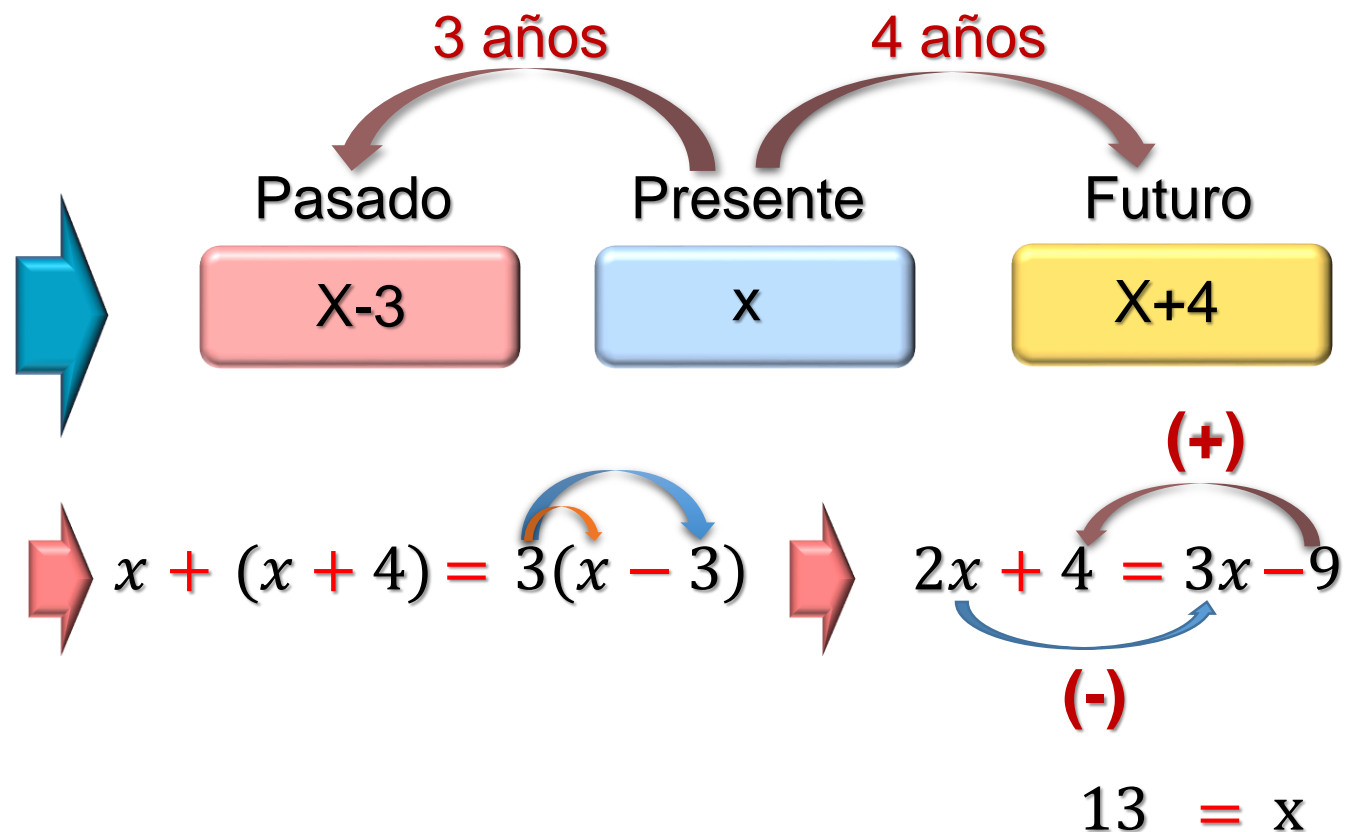 3 años 4 años
Pasado Presente Futuro
X-3 x X+4
(+)
x + (x + 4) = 3(x − 3) 2x + 4 = 3x−9
(-)
13 = x